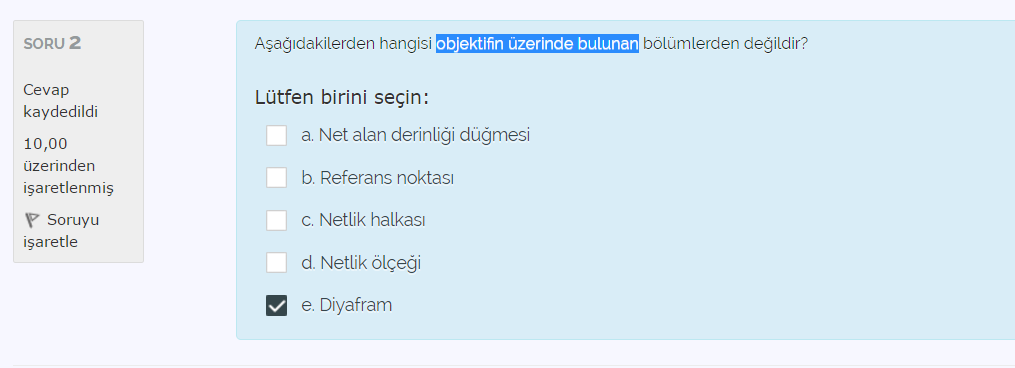 SORU 2
Cevap
kaydedildi
10,00
üzerinden
işaretlenmiş
Soruyu
işaretle
Aşağıdakilerden hangisi objektifin üzerinde bulunan bölümlerden değildir?
Lütfen birini seçin:
a. Net alan derinliği düğmesi
b. Referans noktası
c. Netlik halkası
d. Netlik ölçeği
e. Diyafram